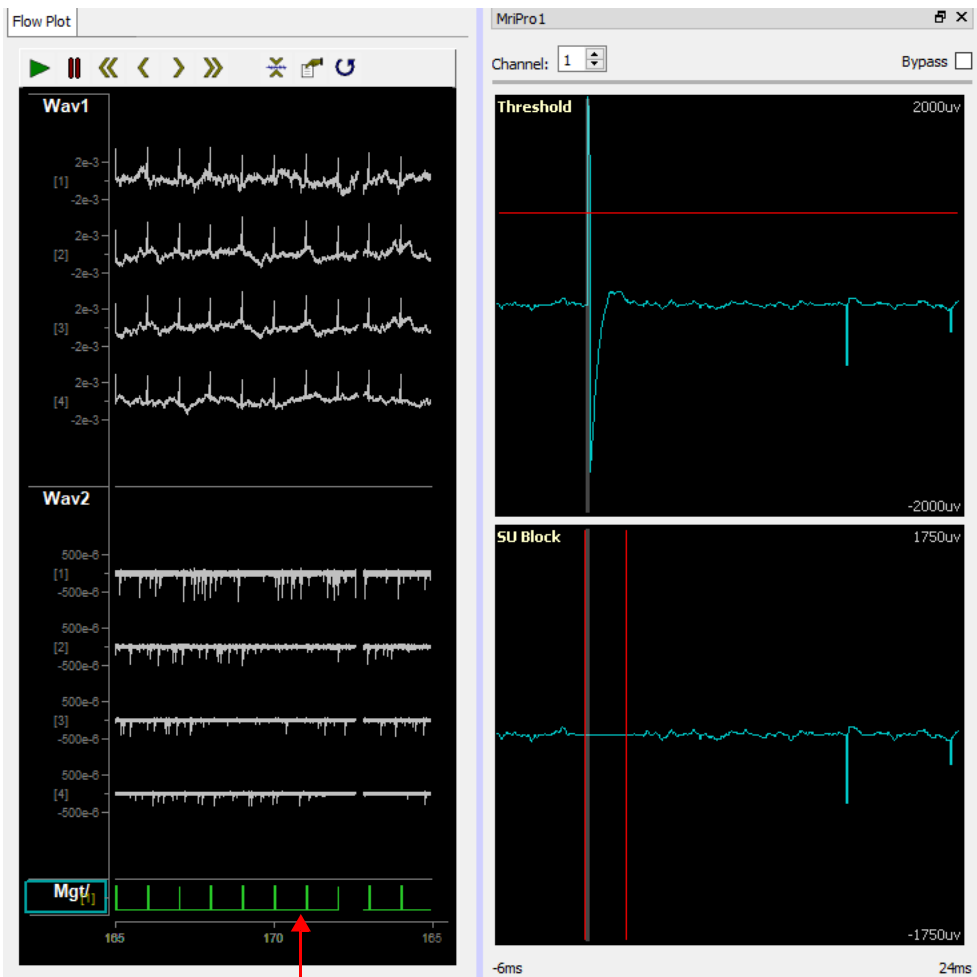 Flow Plot
Wav1
2e-3
[1]
-2e-3
2e-3
[2]
-2e-3
2e-3
[3]
-2e-3
2e-3
[4]
-2e-3
Wav2
500e-6
[1]
-500e-6
500e-6
[2]
-500e-6
500e-6
[3]
-500e-6
500e-6
[4]
-500e-6
Mgt/
[1]
165 170 165
MriPro1
Channel: 1 Bypass
Threshold 2000uv
-2000uv
SU Block 1750uv
-1750uv
-6ms 24ms